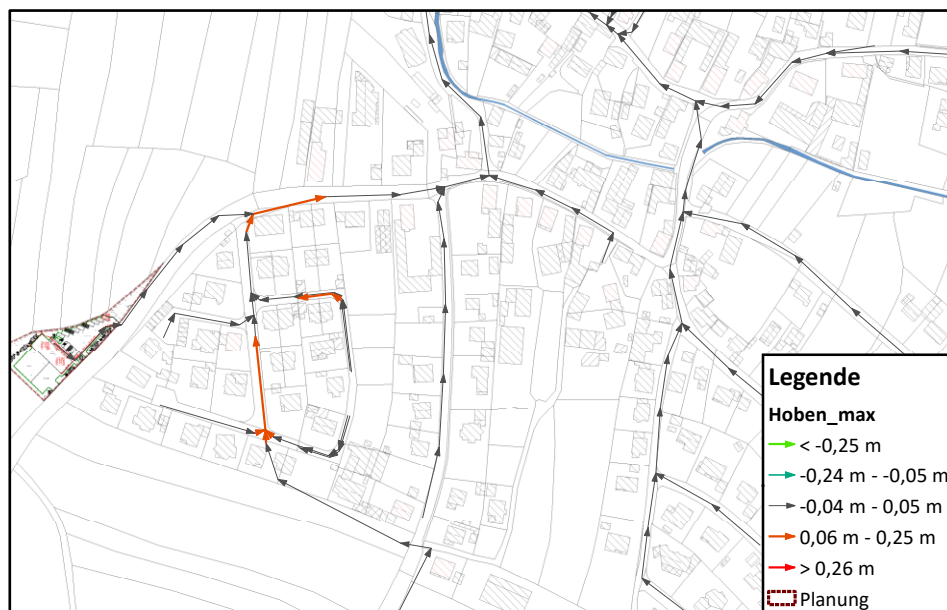 Legende
Hoben_max
< -0,25 m
-0,24 m - -0,05 m
-0,04 m - 0,05 m
0,06 m - 0,25 m
> 0,26 m
Planung